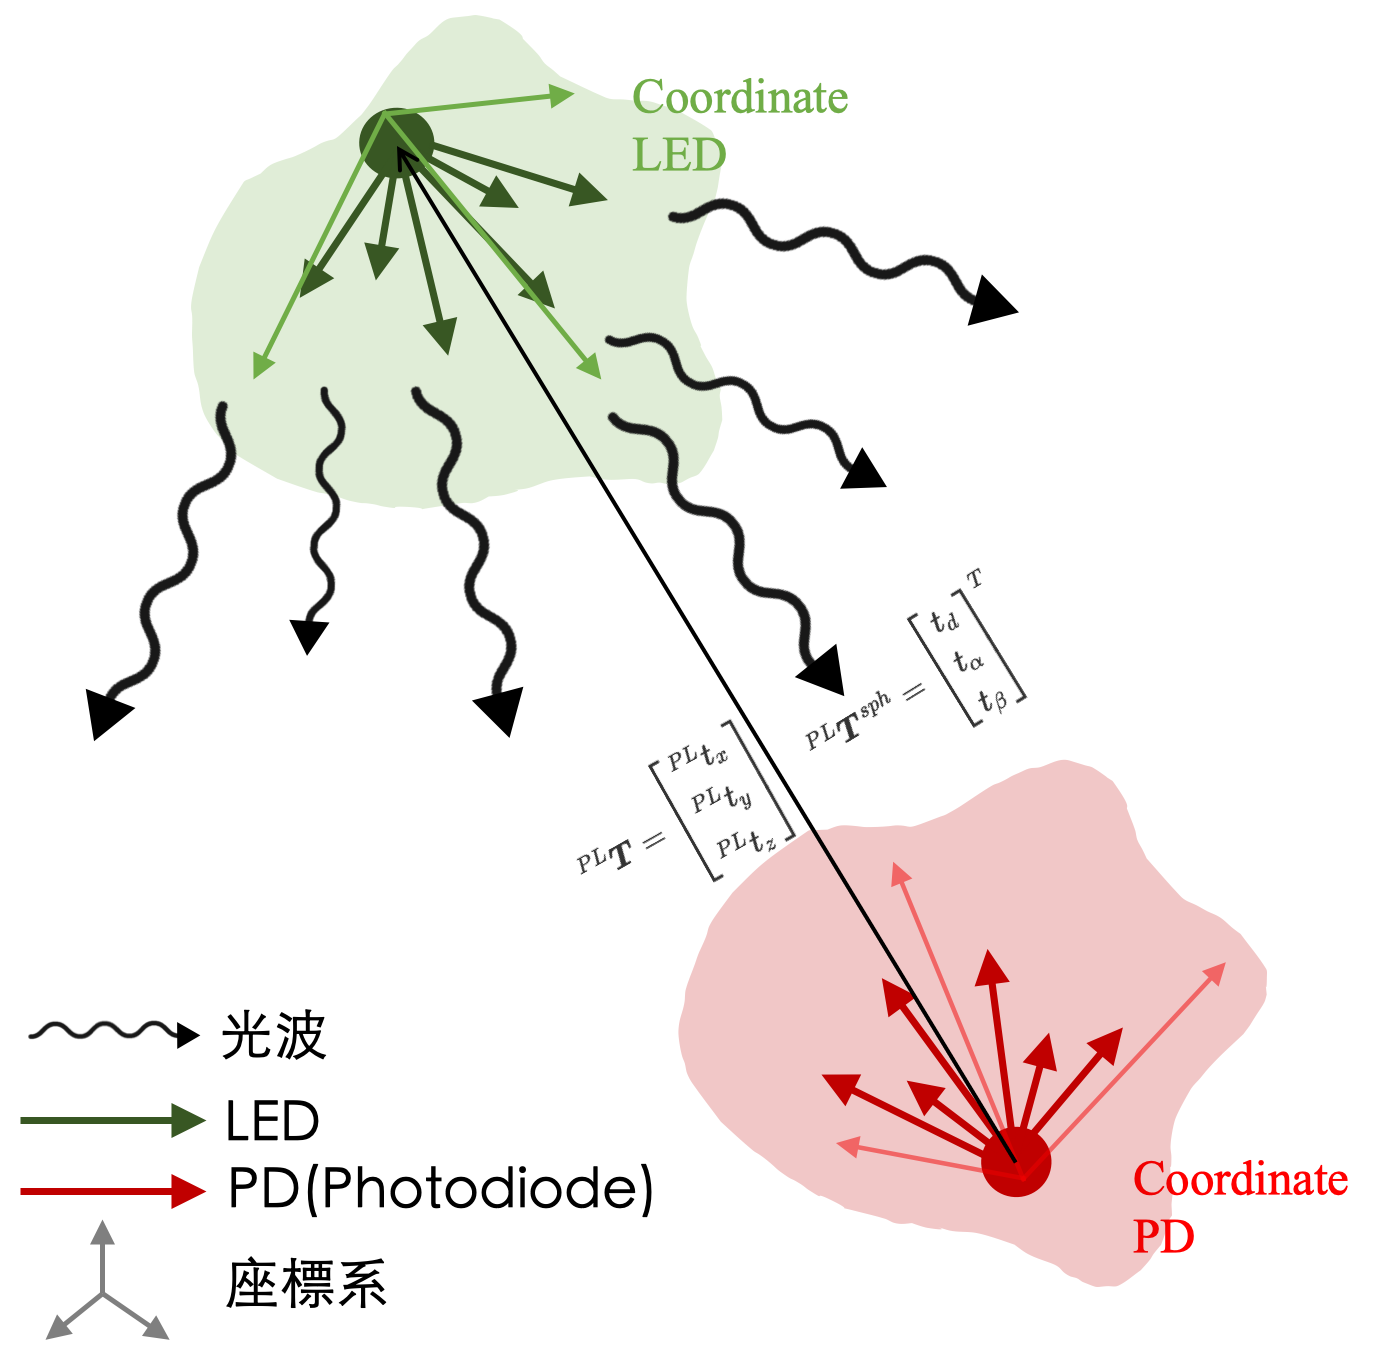 Coordinate
LED
PL T^sph = [t_d t_α t_β]^T
PL T = [PL t_x PL t_y PL t_z]
光波
LED
PD(Photodiode)
座標系
Coordinate
PD